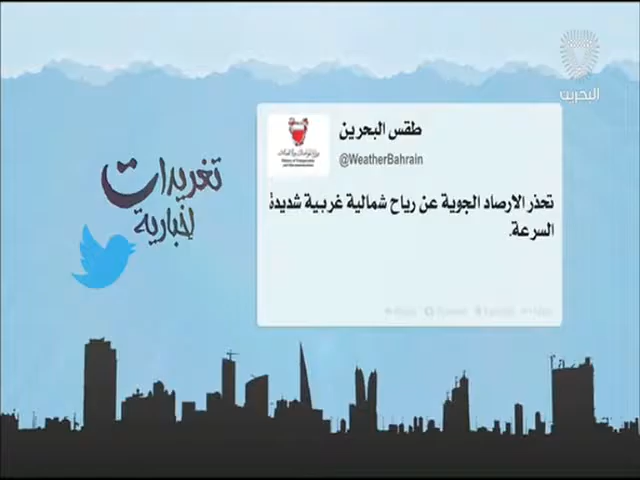 البحرين
طقس البحرين
@WeatherBahrain
تغريدات
إخبارية
تحذر الارصاد الجوية عن رياح شمالية غربية شديدة
السرعة.